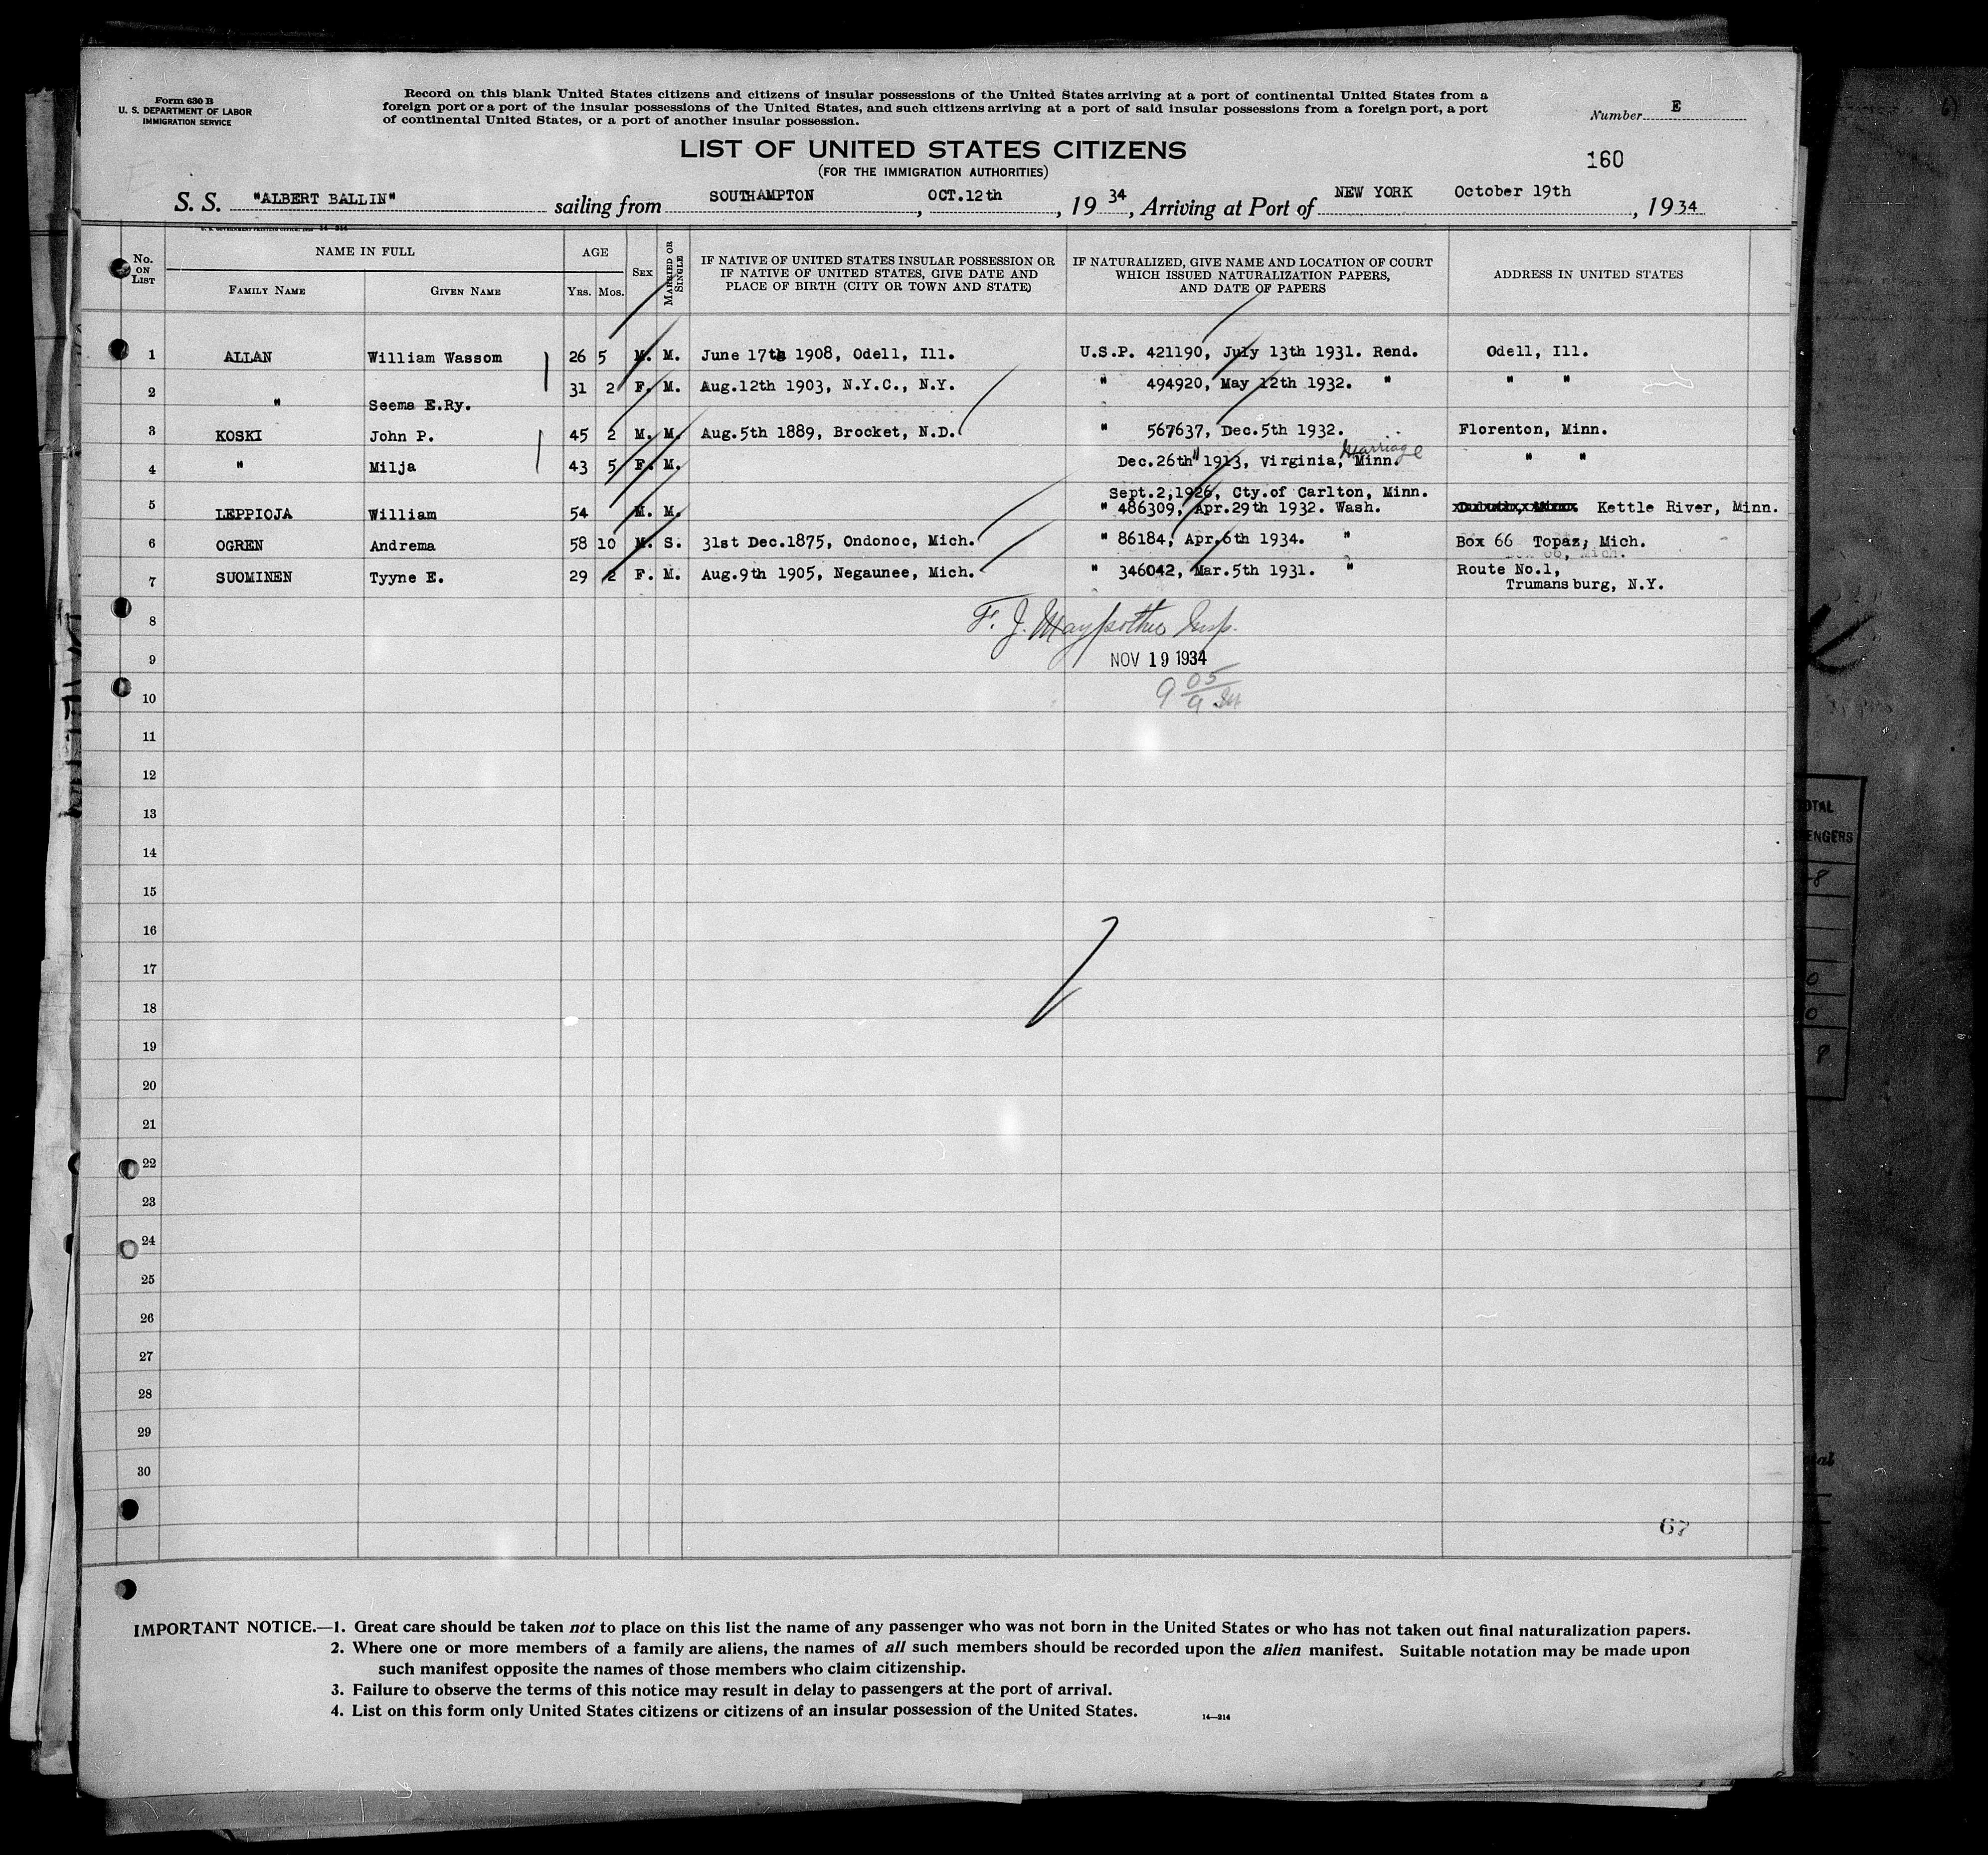 Form 630 B
U. S. DEPARTMENT OF LABOR
IMMIGRATION SERVICE
Record on this blank United States citizens and citizens of insular possessions of the United States arriving at a port of continental United States from a
foreign port or a port of the insular possessions of the United States, and such citizens arriving at a port of said insular possessions from a foreign port, a port
of continental United States, or a port of another insular possession.
Number E
LIST OF UNITED STATES CITIZENS
(FOR THE IMMIGRATION AUTHORITIES)
160
S. S. "ALBERT BALLIN" sailing from SOUTHAMPTON, OCT.12th, 1934, Arriving at Port of NEW YORK October 19th, 1934
No. on List NAME IN FULL FAMILY NAME GIVEN NAME AGE YRS. MOS. SEX MARRIED OR SINGLE
IF NATIVE OF UNITED STATES INSULAR POSSESSION OR IF NATIVE OF UNITED STATES, GIVE DATE AND PLACE OF BIRTH (CITY OR TOWN AND STATE)
IF NATURALIZED, GIVE NAME AND LOCATION OF COURT WHICH ISSUED NATURALIZATION PAPERS, AND DATE OF PAPERS
ADDRESS IN UNITED STATES
1 ALLAN William Wassom 26 5 M. M. June 17th 1908, Odell, Ill. U.S.P. 421190, July 13th 1931. Rend. Odell, Ill.
2 " Seema E.Ry. 31 2 F. M. Aug.12th 1903, N.Y.C., N.Y. " 494920, May 12th 1932. " " "
3 KOSKI John P. 45 2 M. M. Aug.5th 1889, Brocket, N.D. " 567637, Dec.5th 1932. Florenton, Minn.
4 " Milja 43 5 F. M. Dec.26th " 1913, Virginia, Minn. Marriage " "
Sept.2,1926, Cty.of Carlton, Minn.
5 LEPPIOJA William 54 M. M. " 486309, Apr.29th 1932. Wash. Kettle River, Minn.
6 OGREN Andrema 58 10 M. S. 31st Dec.1875, Ondonoc, Mich. " 86184, Apr.6th 1934. " Box 66 Topaz, Mich.
7 SUOMINEN Tyyne E. 29 2 F. M. Aug.9th 1905, Negaunee, Mich. " 346042, Mar.5th 1931. " Route No.1,
Trumansburg, N.Y.
8
F. J. Insp.
9
NOV 19 1934
10
9 05
11
12
13
14
15
16
17
18
19
20
21
22
23
24
25
26
27
28
29
30
67
IMPORTANT NOTICE.—1. Great care should be taken not to place on this list the name of any passenger who was not born in the United States or who has not taken out final naturalization papers.
2. Where one or more members of a family are aliens, the names of all such members should be recorded upon the alien manifest. Suitable notation may be made upon
such manifest opposite the names of those members who claim citizenship.
3. Failure to observe the terms of this notice may result in delay to passengers at the port of arrival.
4. List on this form only United States citizens or citizens of an insular possession of the United States.
14—214